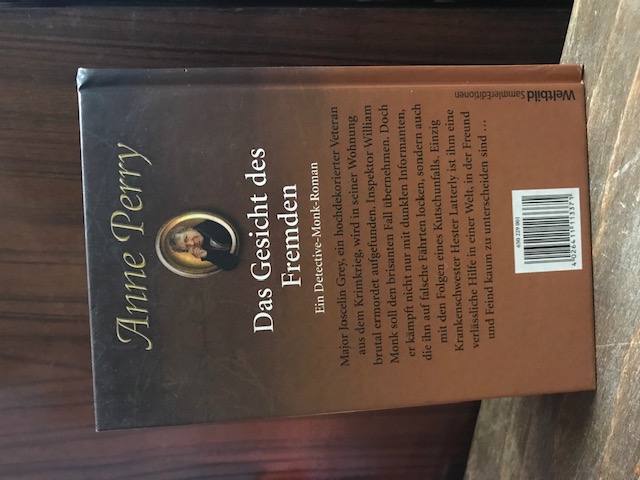 Anne Perry
Das Gesicht des
Fremden
Ein Detective-Monk-Roman
Major Joscelin Grey, ein hochdekorierter Veteran
aus dem Krimkrieg, wird in seiner Wohnung
brutal ermordet aufgefunden. Inspektor William
Monk soll den brisanten Fall übernehmen. Doch
er kämpft nicht nur mit dunklen Informanten,
die ihn auf falsche Fährten locken, sondern auch
mit den Folgen eines Kutschunfalls. Einzig
Krankenschwester Hester Latterly ist ihm eine
verlässliche Hilfe in einer Welt, in der Freund
und Feind kaum zu unterscheiden sind ...
Weltbild SammlerEditionen